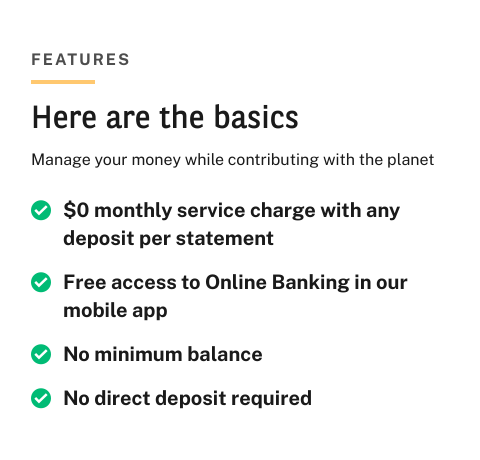 FEATURES
Here are the basics
Manage your money while contributing with the planet
$0 monthly service charge with any
deposit per statement
Free access to Online Banking in our
mobile app
No minimum balance
No direct deposit required